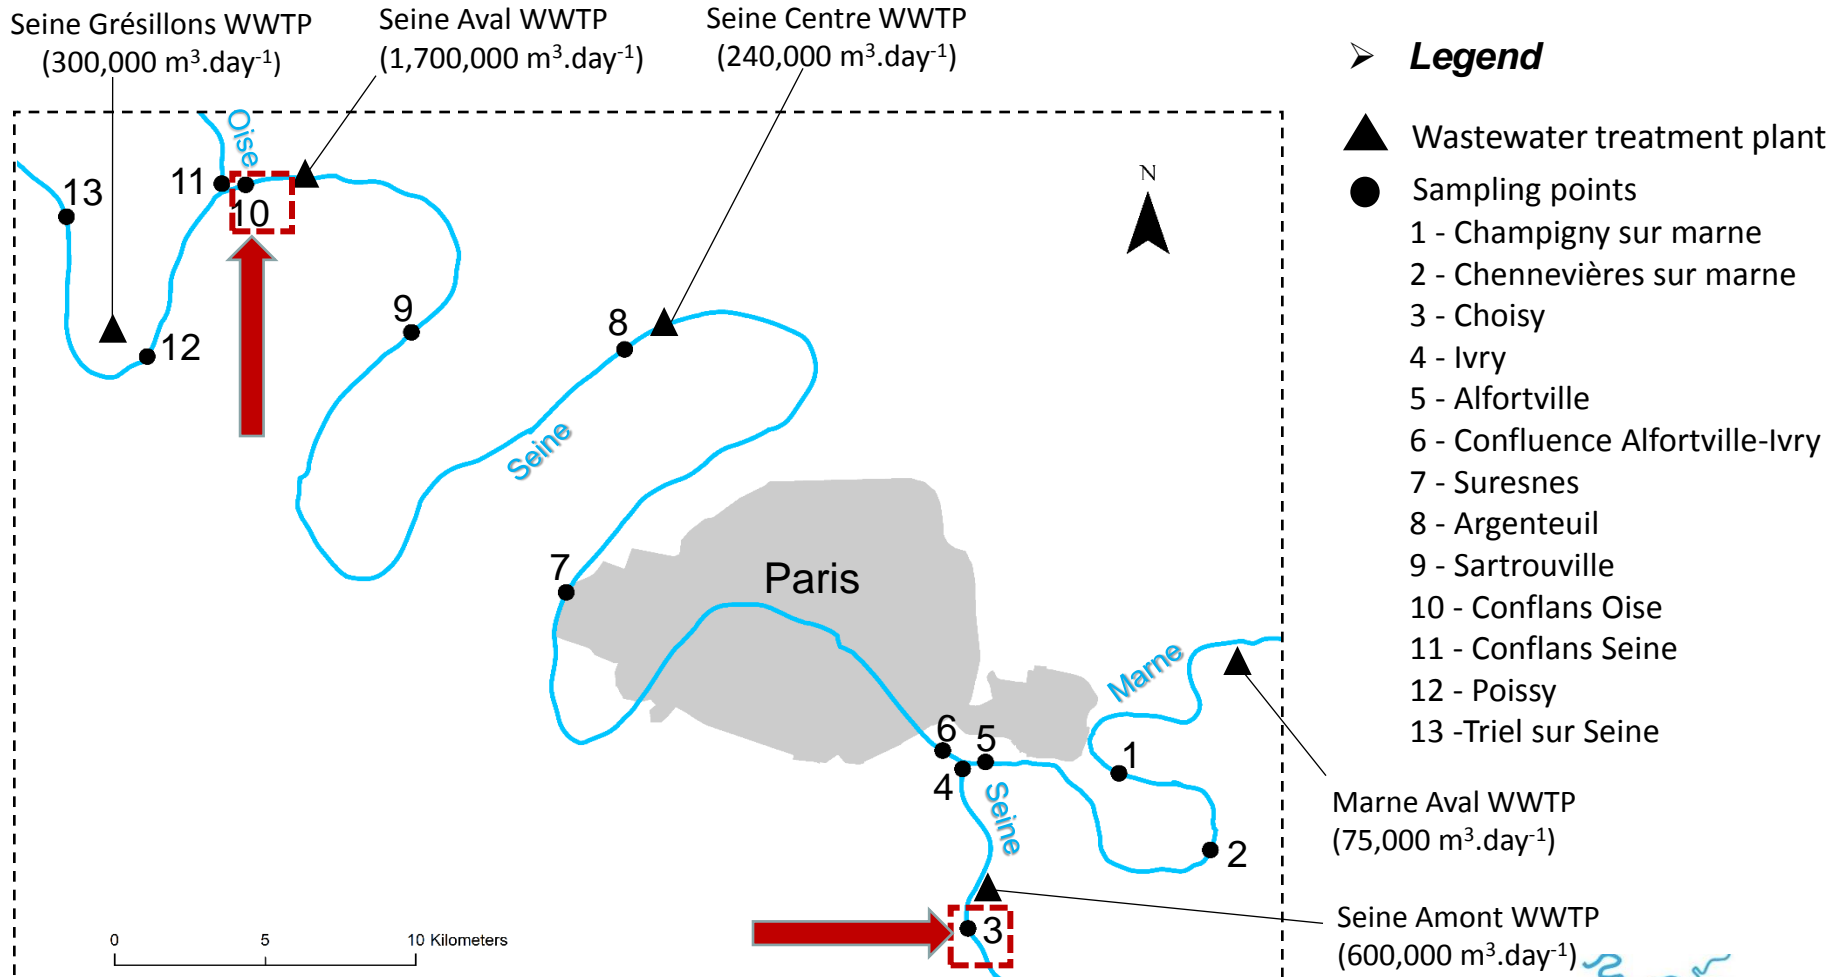 Seine Grésillons WWTP
(300,000 m³.day⁻¹)
Seine Aval WWTP
(1,700,000 m³.day⁻¹)
Seine Centre WWTP
(240,000 m³.day⁻¹)
Oise
11
10
13
12
9
8
Seine
7
Paris
N
Marne
6
5
4
1
2
Seine
3
0
5
10 Kilometers
Legend
Wastewater treatment plant
Sampling points
1 - Champigny sur marne
2 - Chennevières sur marne
3 - Choisy
4 - Ivry
5 - Alfortville
6 - Confluence Alfortville-Ivry
7 - Suresnes
8 - Argenteuil
9 - Sartrouville
10 - Conflans Oise
11 - Conflans Seine
12 - Poissy
13 -Triel sur Seine
Marne Aval WWTP
(75,000 m³.day⁻¹)
Seine Amont WWTP
(600,000 m³.day⁻¹)